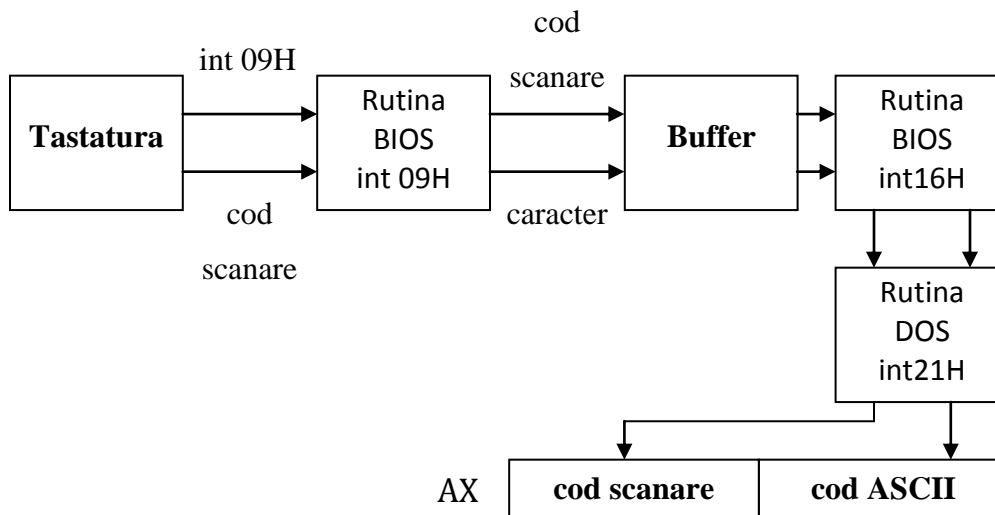 int 09H
cod
scanare
Tastatura
Rutina
BIOS
int 09H
Buffer
Rutina
BIOS
int16H
cod
scanare
caracter
Rutina
DOS
int21H
AX
cod scanare
cod ASCII